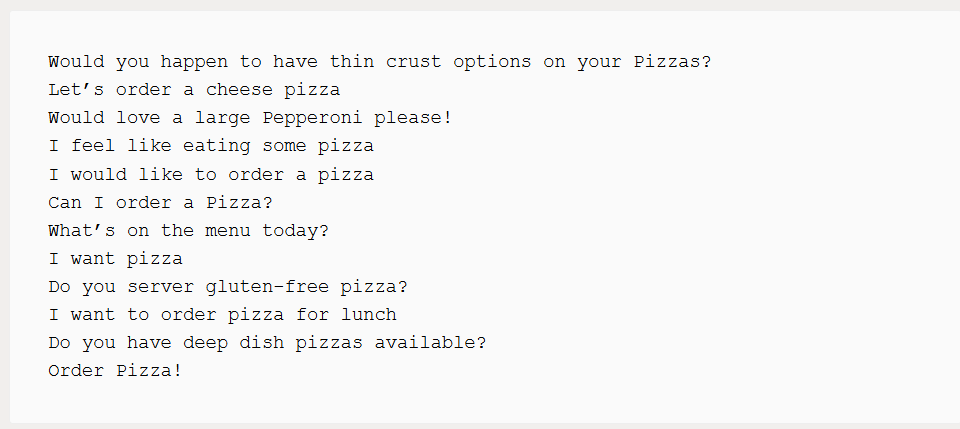 Would you happen to have thin crust options on your Pizzas?
Let’s order a cheese pizza
Would love a large Pepperoni please!
I feel like eating some pizza
I would like to order a pizza
Can I order a Pizza?
What’s on the menu today?
I want pizza
Do you server gluten-free pizza?
I want to order pizza for lunch
Do you have deep dish pizzas available?
Order Pizza!